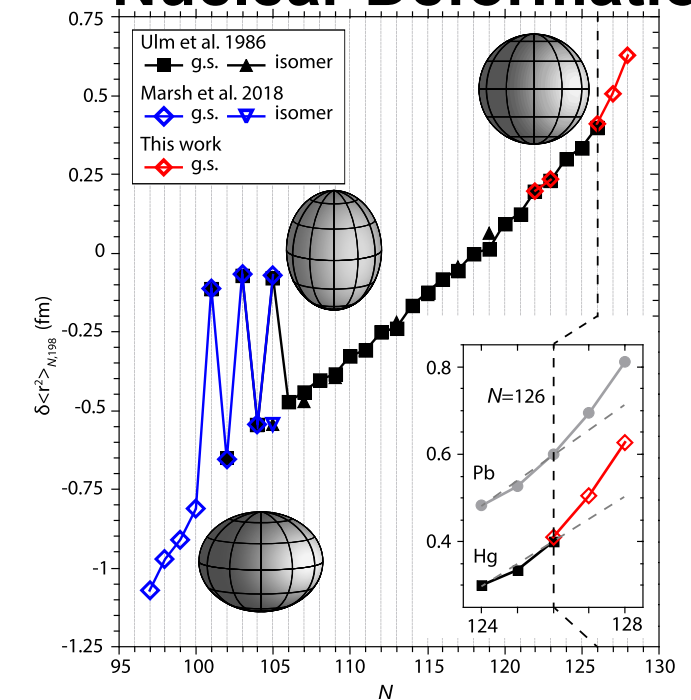 Nuclear Deformatio
Ulm et al. 1986
g.s. isomer
Marsh et al. 2018
g.s. isomer
This work
g.s.
0.75
0.5
0.25
0
-0.25
-0.5
-0.75
-1
-1.25
δ<r²>N,198 (fm)
95 100 105 110 115 120 125 130
N
N=126
Pb
Hg
0.8
0.6
0.4
124 128